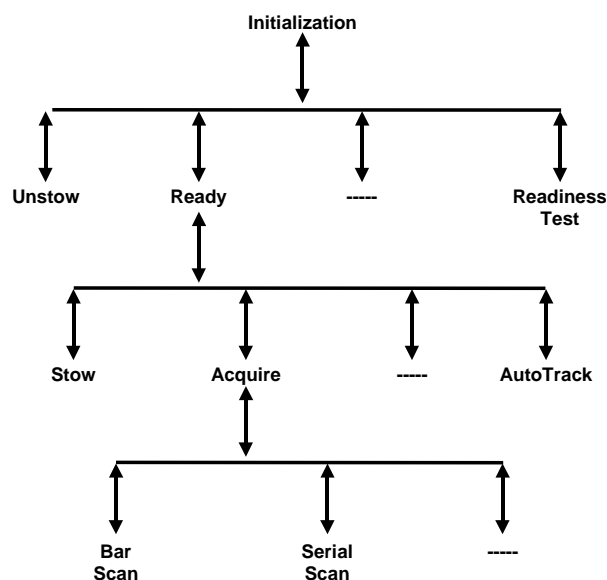 Initialization
Unstow
Ready
-----
Readiness
Test
Stow
Acquire
-----
AutoTrack
Bar
Scan
Serial
Scan
-----